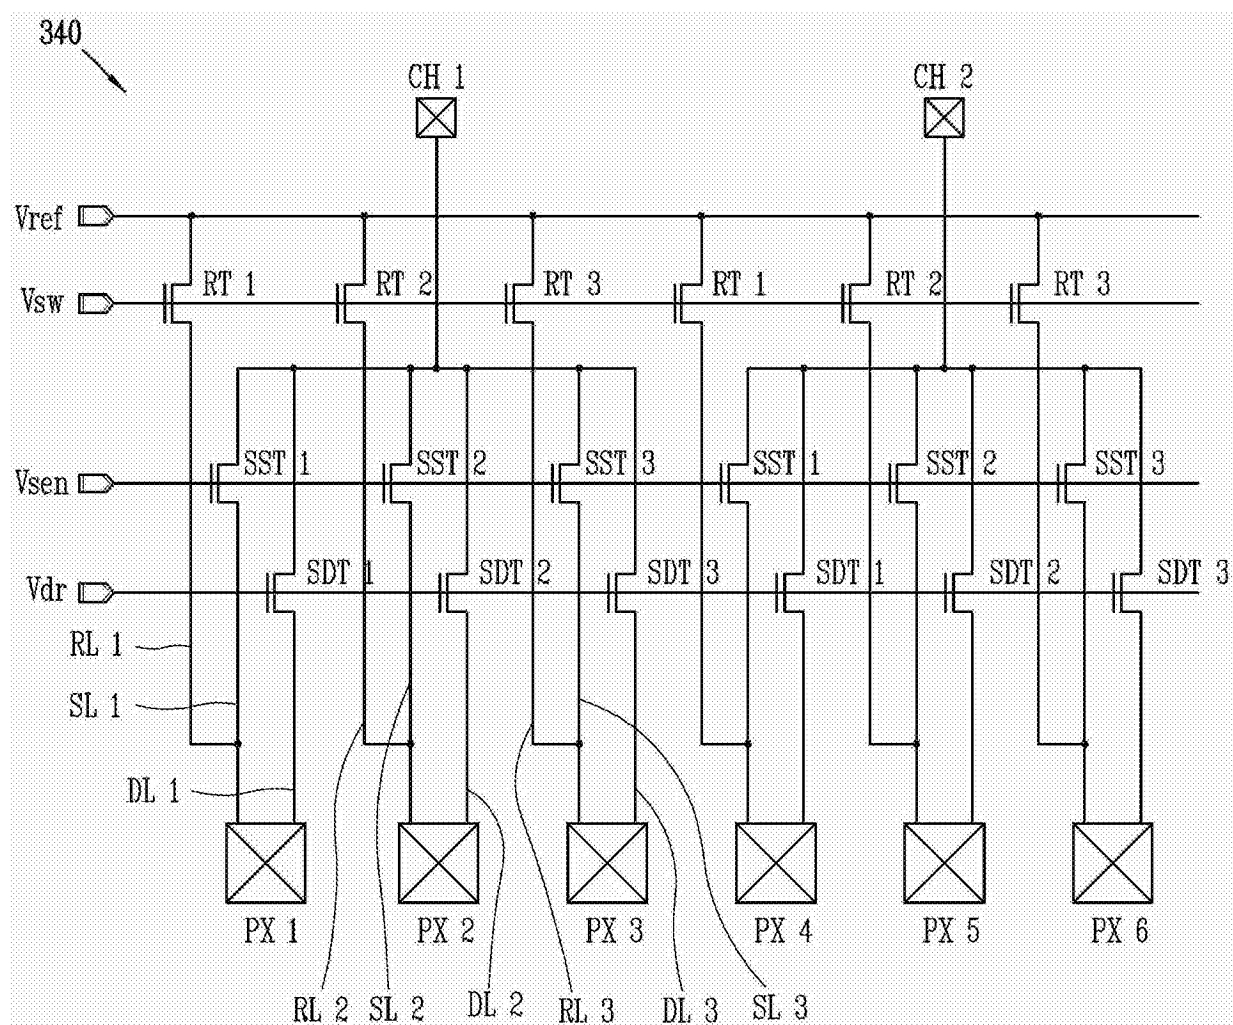 340
CH 1
CH 2
Vref
RT 1
RT 2
RT 3
RT 1
RT 2
RT 3
Vsw
SST 1
SST 2
SST 3
SST 1
SST 2
SST 3
Vsen
SDT 1
SDT 2
SDT 3
SDT 1
SDT 2
SDT 3
Vdr
RL 1
SL 1
DL 1
PX 1
PX 2
PX 3
PX 4
PX 5
PX 6
RL 2
SL 2
DL 2
RL 3
DL 3
SL 3